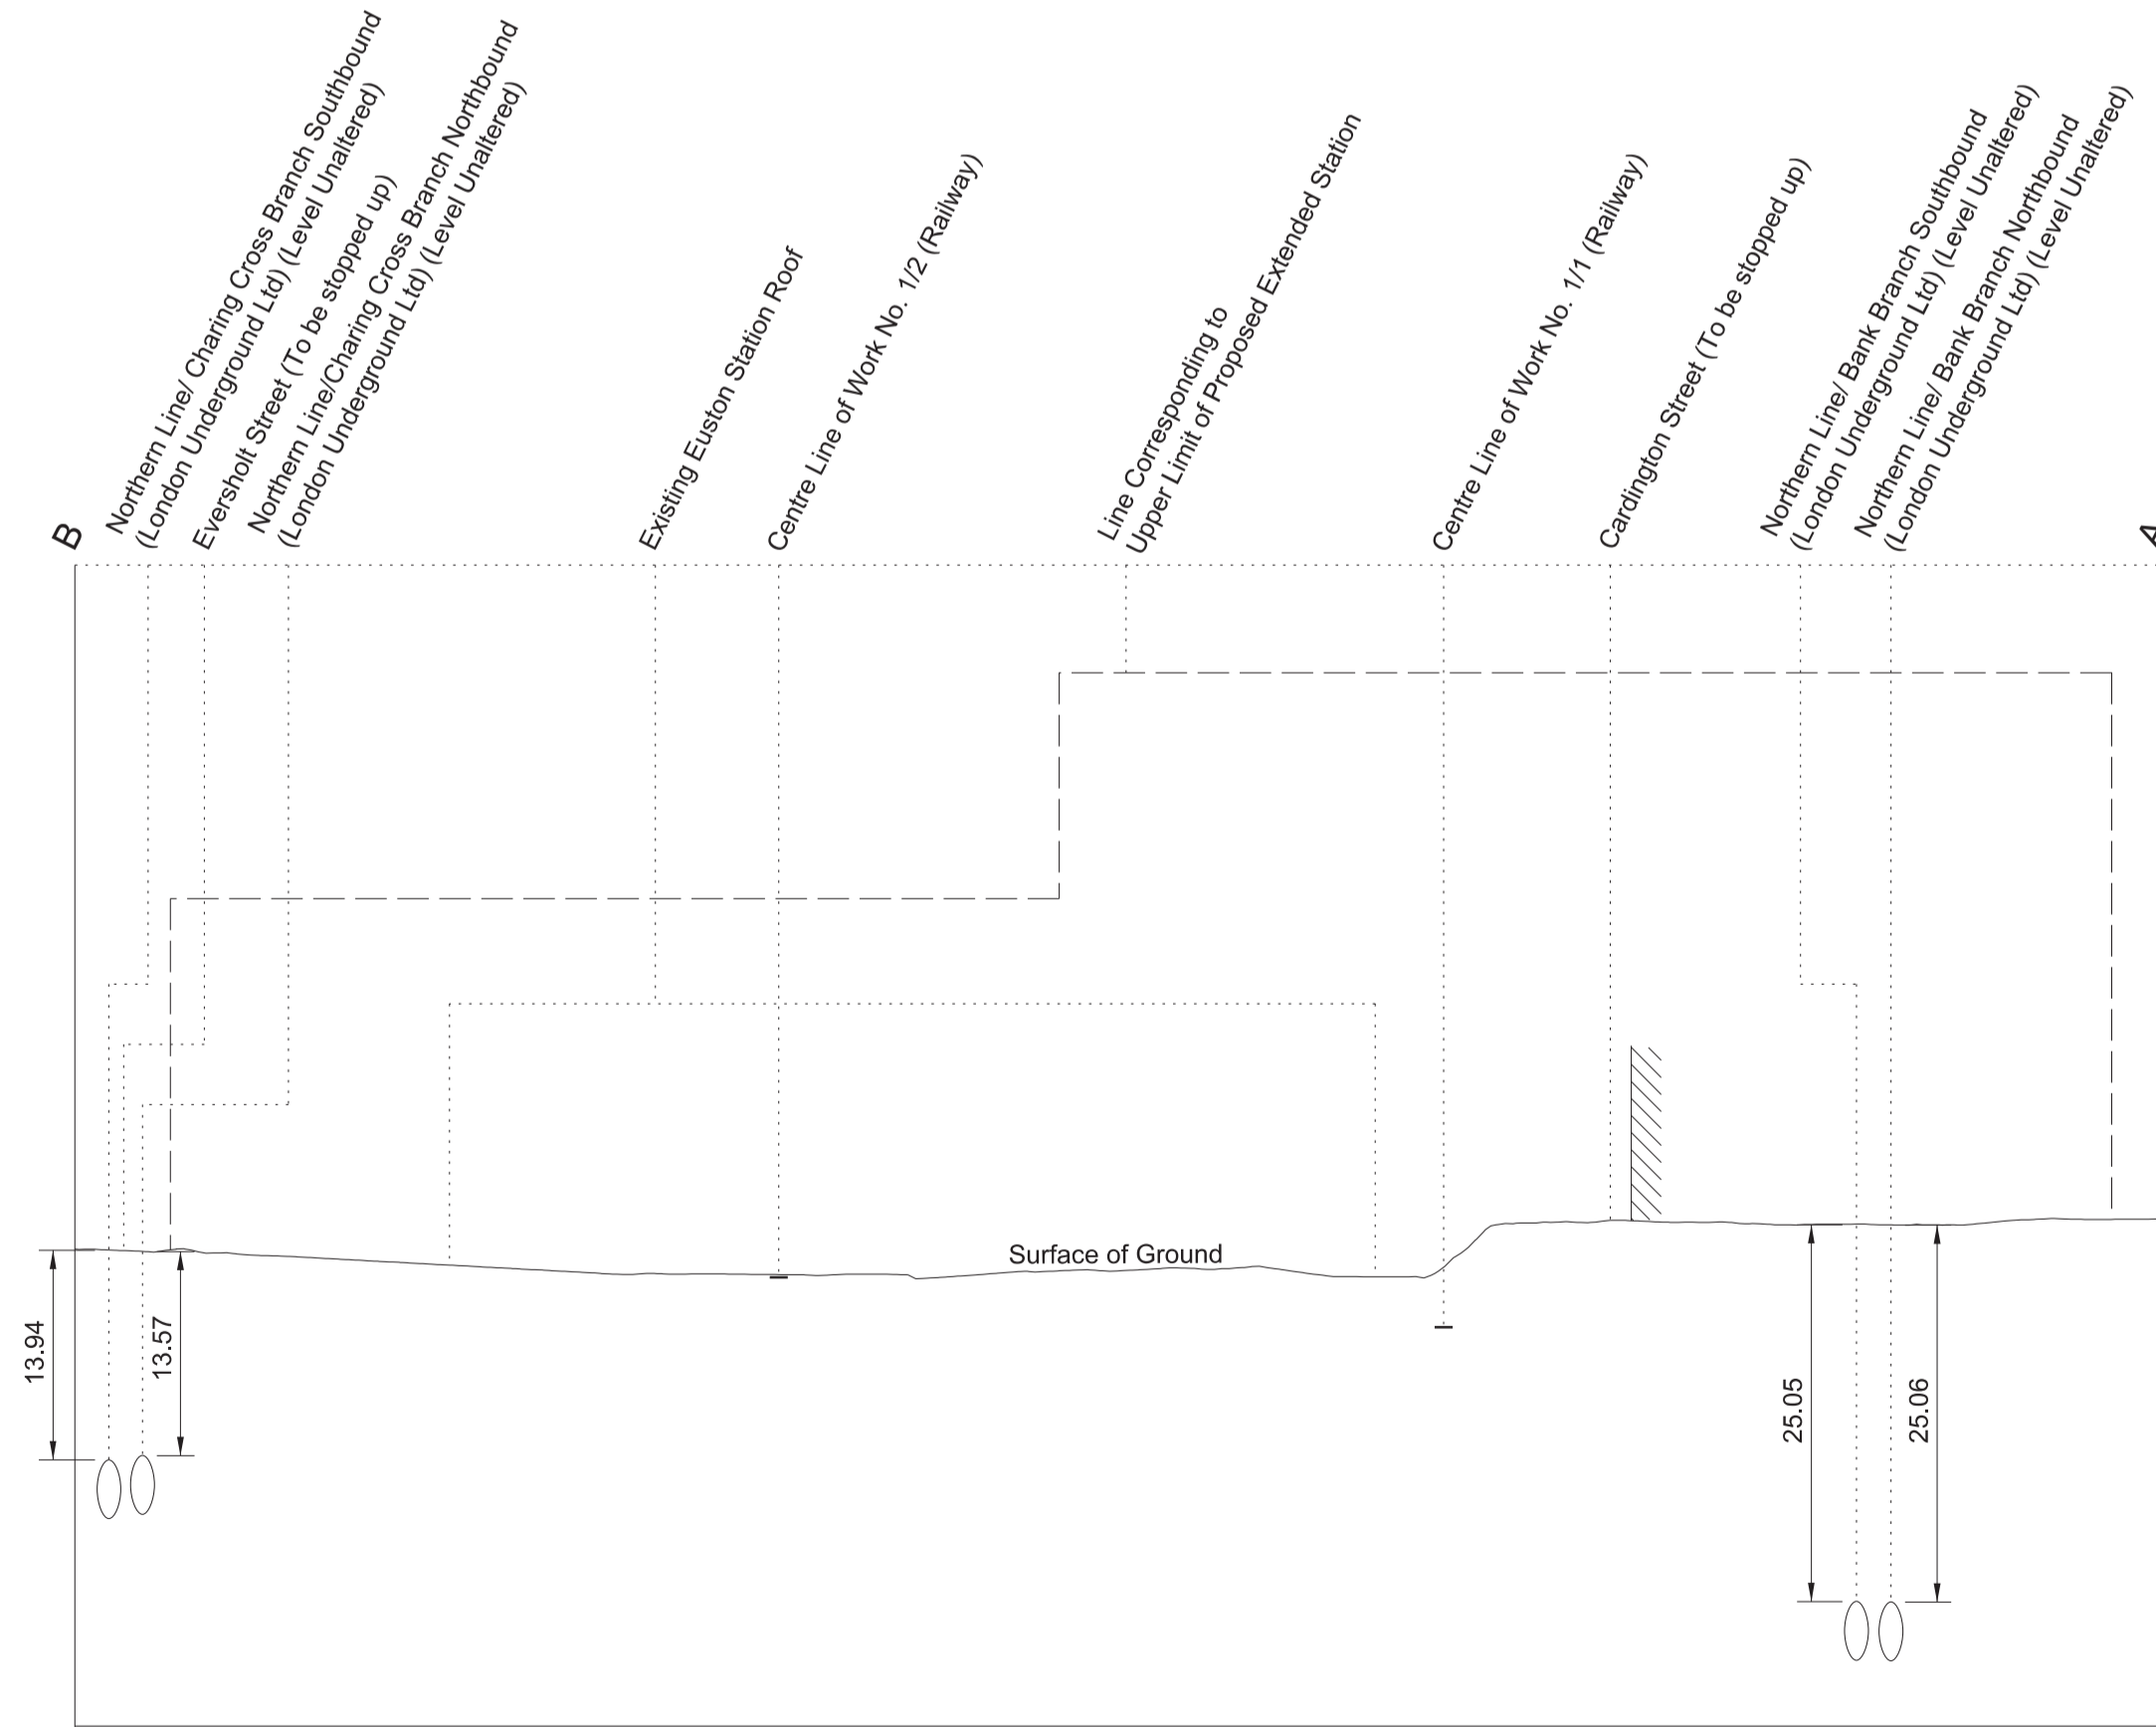 B
Northern Line/ Charing Cross Branch Southbound
(London Underground Ltd) (Level Unaltered)
Eversholt Street (To be stopped up)
Northern Line/Charing Cross Branch Northbound
(London Underground Ltd) (Level Unaltered)
Existing Euston Station Roof
Centre Line of Work No. 1/2 (Railway)
Line Corresponding to
Upper Limit of Proposed Extended Station
Centre Line of Work No. 1/1 (Railway)
Cardington Street (To be stopped up)
Northern Line/ Bank Branch Southbound
(London Underground Ltd) (Level Unaltered)
Northern Line/ Bank Branch Northbound
(London Underground Ltd) (Level Unaltered)
A
Surface of Ground
13.94
13.57
25.05
25.06